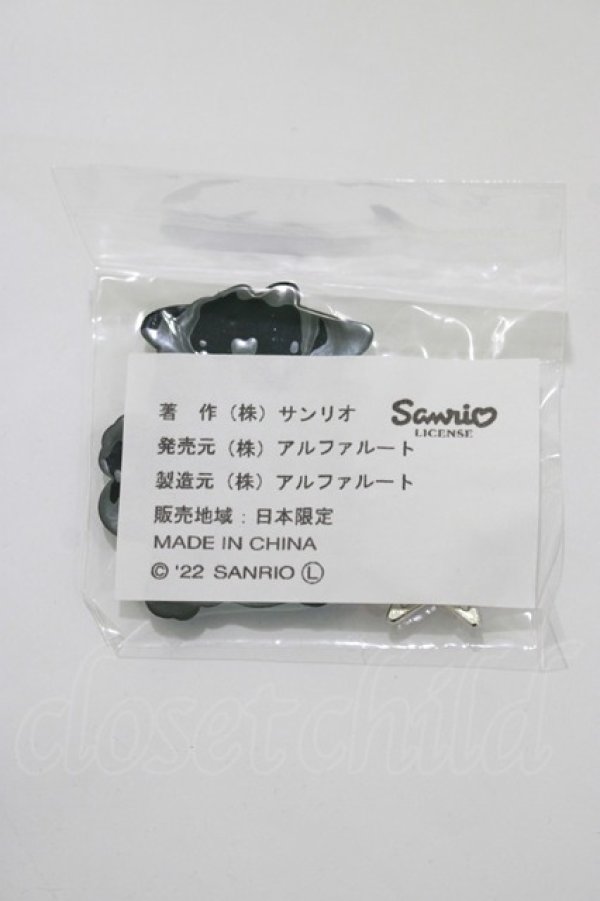 著　作（株）サンリオ
Sanrio
LICENSE
発売元（株）アルファルート
製造元（株）アルファルート
販売地域：日本限定
MADE IN CHINA
© '22 SANRIO Ⓛ
closet child